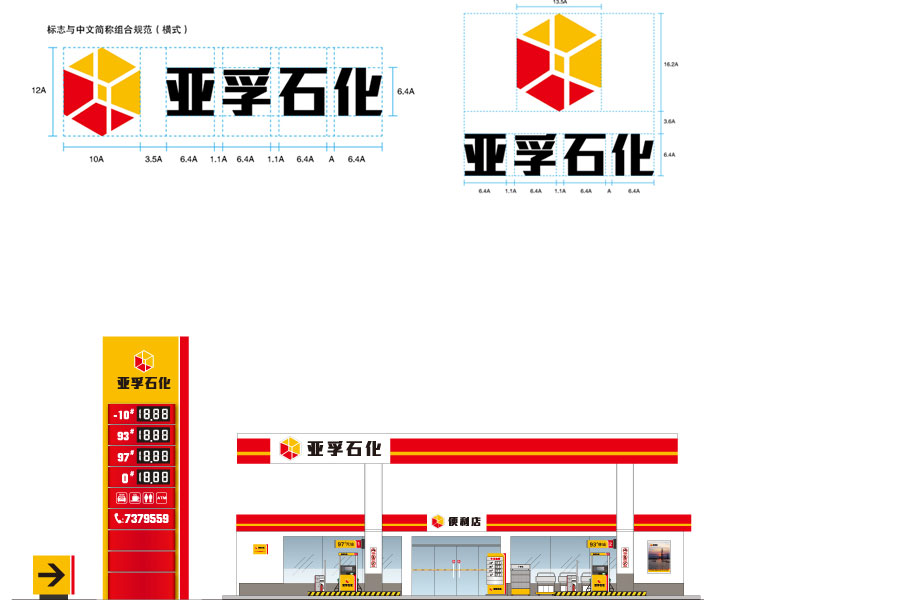 标志与中文简称组合规范（横式）
12A
亚孚石化
6.4A
10A 3.5A 6.4A 1.1A 6.4A 1.1A 6.4A A 6.4A
13.5A
16.2A
3.6A
亚孚石化
6.4A
6.4A 1.1A 6.4A 1.1A 6.4A A 6.4A
亚孚石化
-10# 18.88
93# 18.88
97# 18.88
0# 18.88
ATM
7379559
亚孚石化
便利店
97#
93#